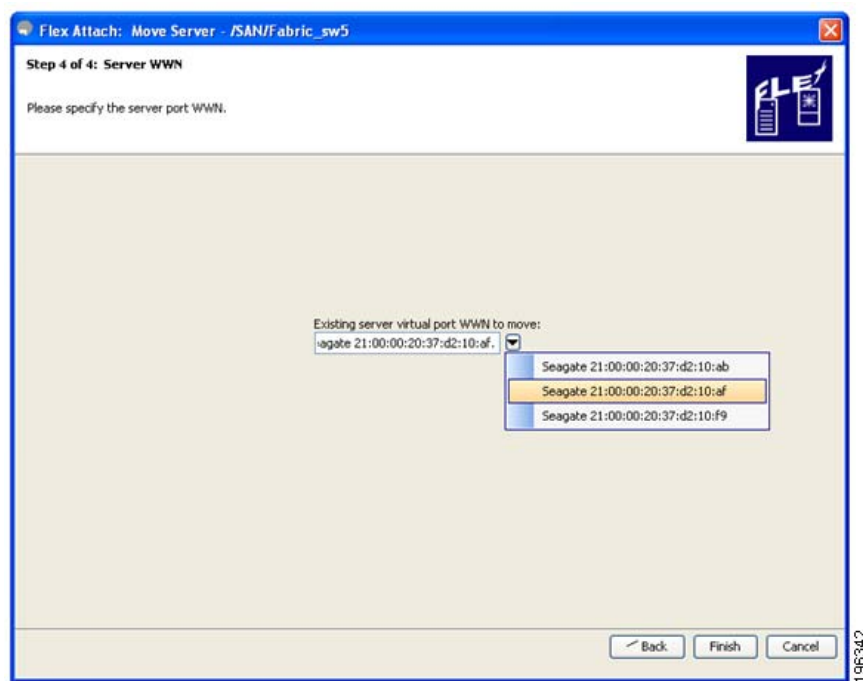 Flex Attach: Move Server - /SAN/Fabric_sw5
Step 4 of 4: Server WWN
Please specify the server port WWN.
FLEX
Existing server virtual port WWN to move:
agate 21:00:00:20:37:d2:10:af.
Seagate 21:00:00:20:37:d2:10:ab
Seagate 21:00:00:20:37:d2:10:af
Seagate 21:00:00:20:37:d2:10:f9
Back
Finish
Cancel
196342